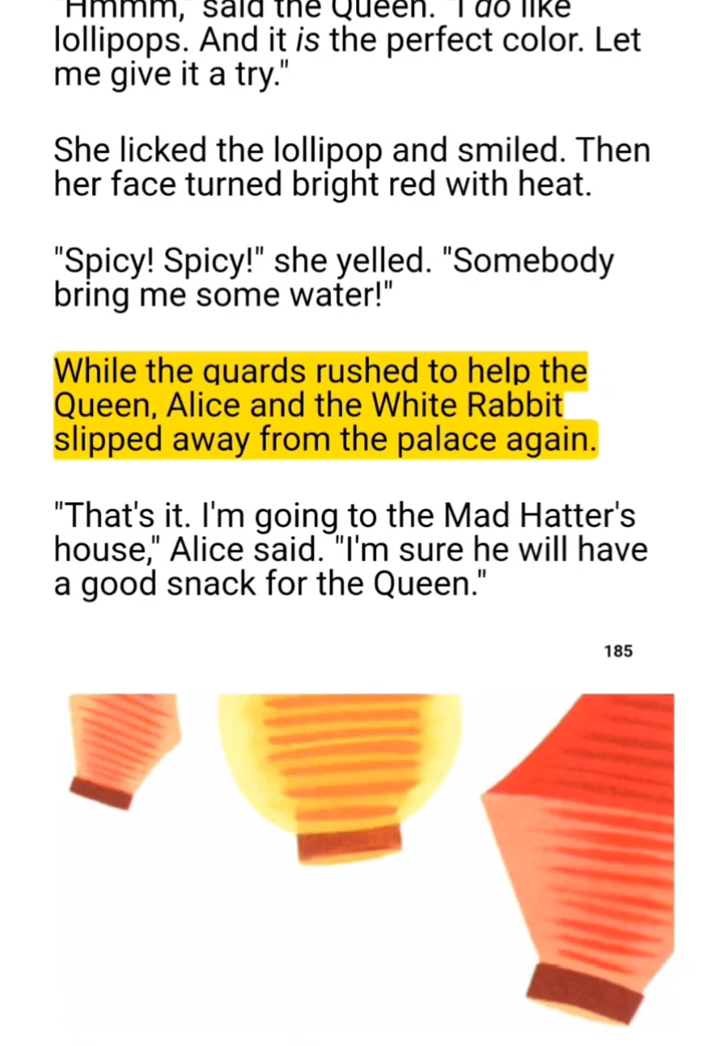 "Hmmm," said the Queen. "I do like
lollipops. And it is the perfect color. Let
me give it a try."
She licked the lollipop and smiled. Then
her face turned bright red with heat.
"Spicy! Spicy!" she yelled. "Somebody
bring me some water!"
While the guards rushed to help the
Queen, Alice and the White Rabbit
slipped away from the palace again.
"That's it. I'm going to the Mad Hatter's
house," Alice said. "I'm sure he will have
a good snack for the Queen."
185